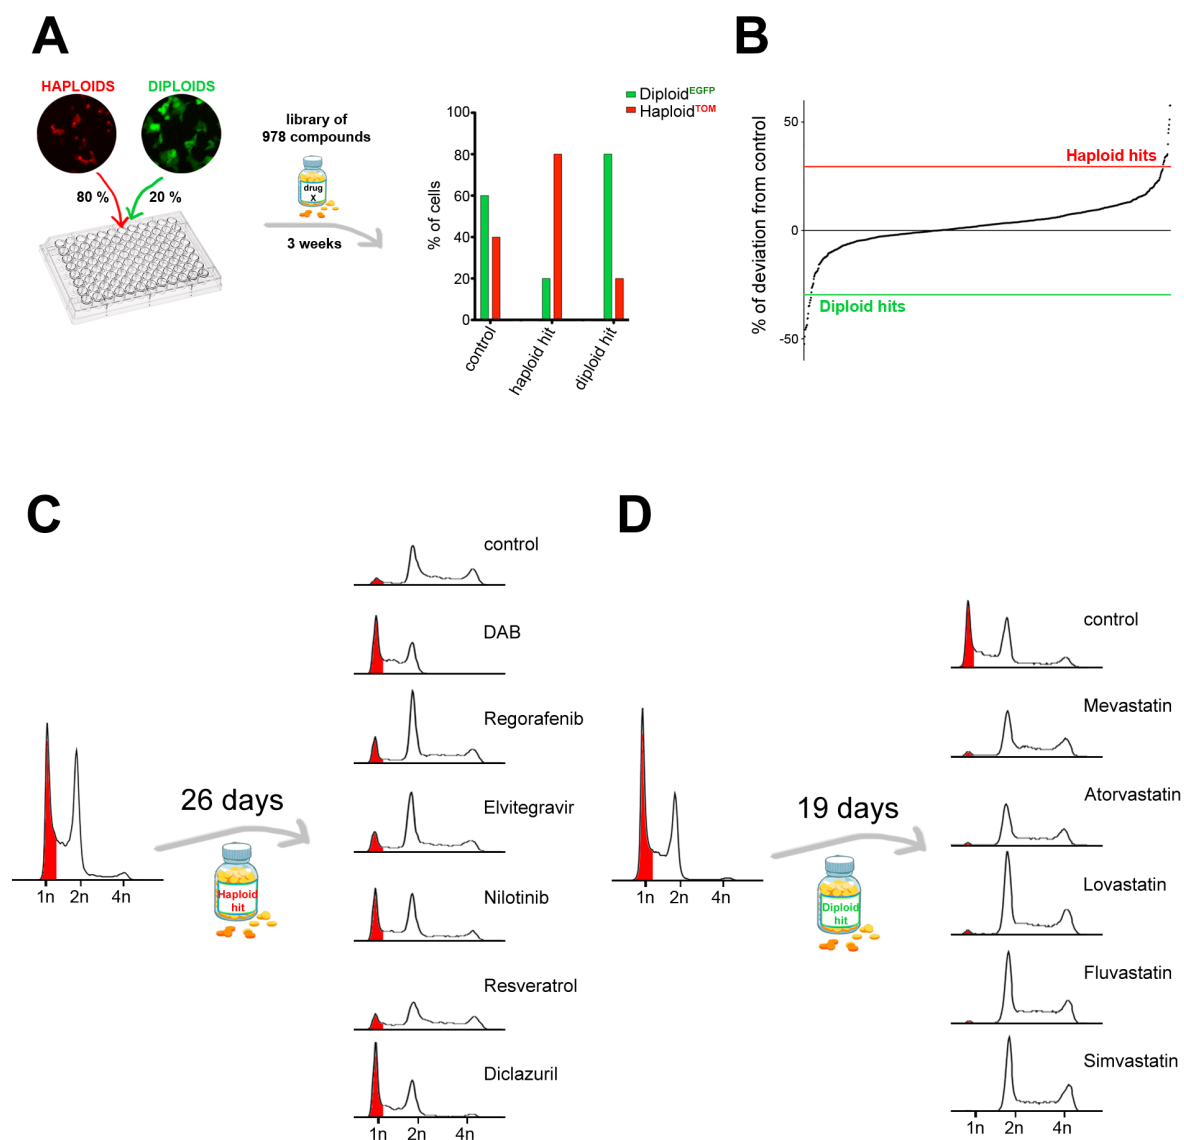 A
HAPLOIDS
DIPLOIDS
80 %
20 %
library of
978 compounds
drug
X
3 weeks
DiploidEGFP
HaploidTOM
% of cells
100
80
60
40
20
0
control
haploid hit
diploid hit
B
% of deviation from control
50
0
-50
Haploid hits
Diploid hits
C
1n
2n
4n
26 days
Haploid
hit
control
DAB
Regorafenib
Elvitegravir
Nilotinib
Resveratrol
Diclazuril
1n
2n
4n
D
1n
2n
4n
19 days
Diploid
hit
control
Mevastatin
Atorvastatin
Lovastatin
Fluvastatin
Simvastatin
1n
2n
4n